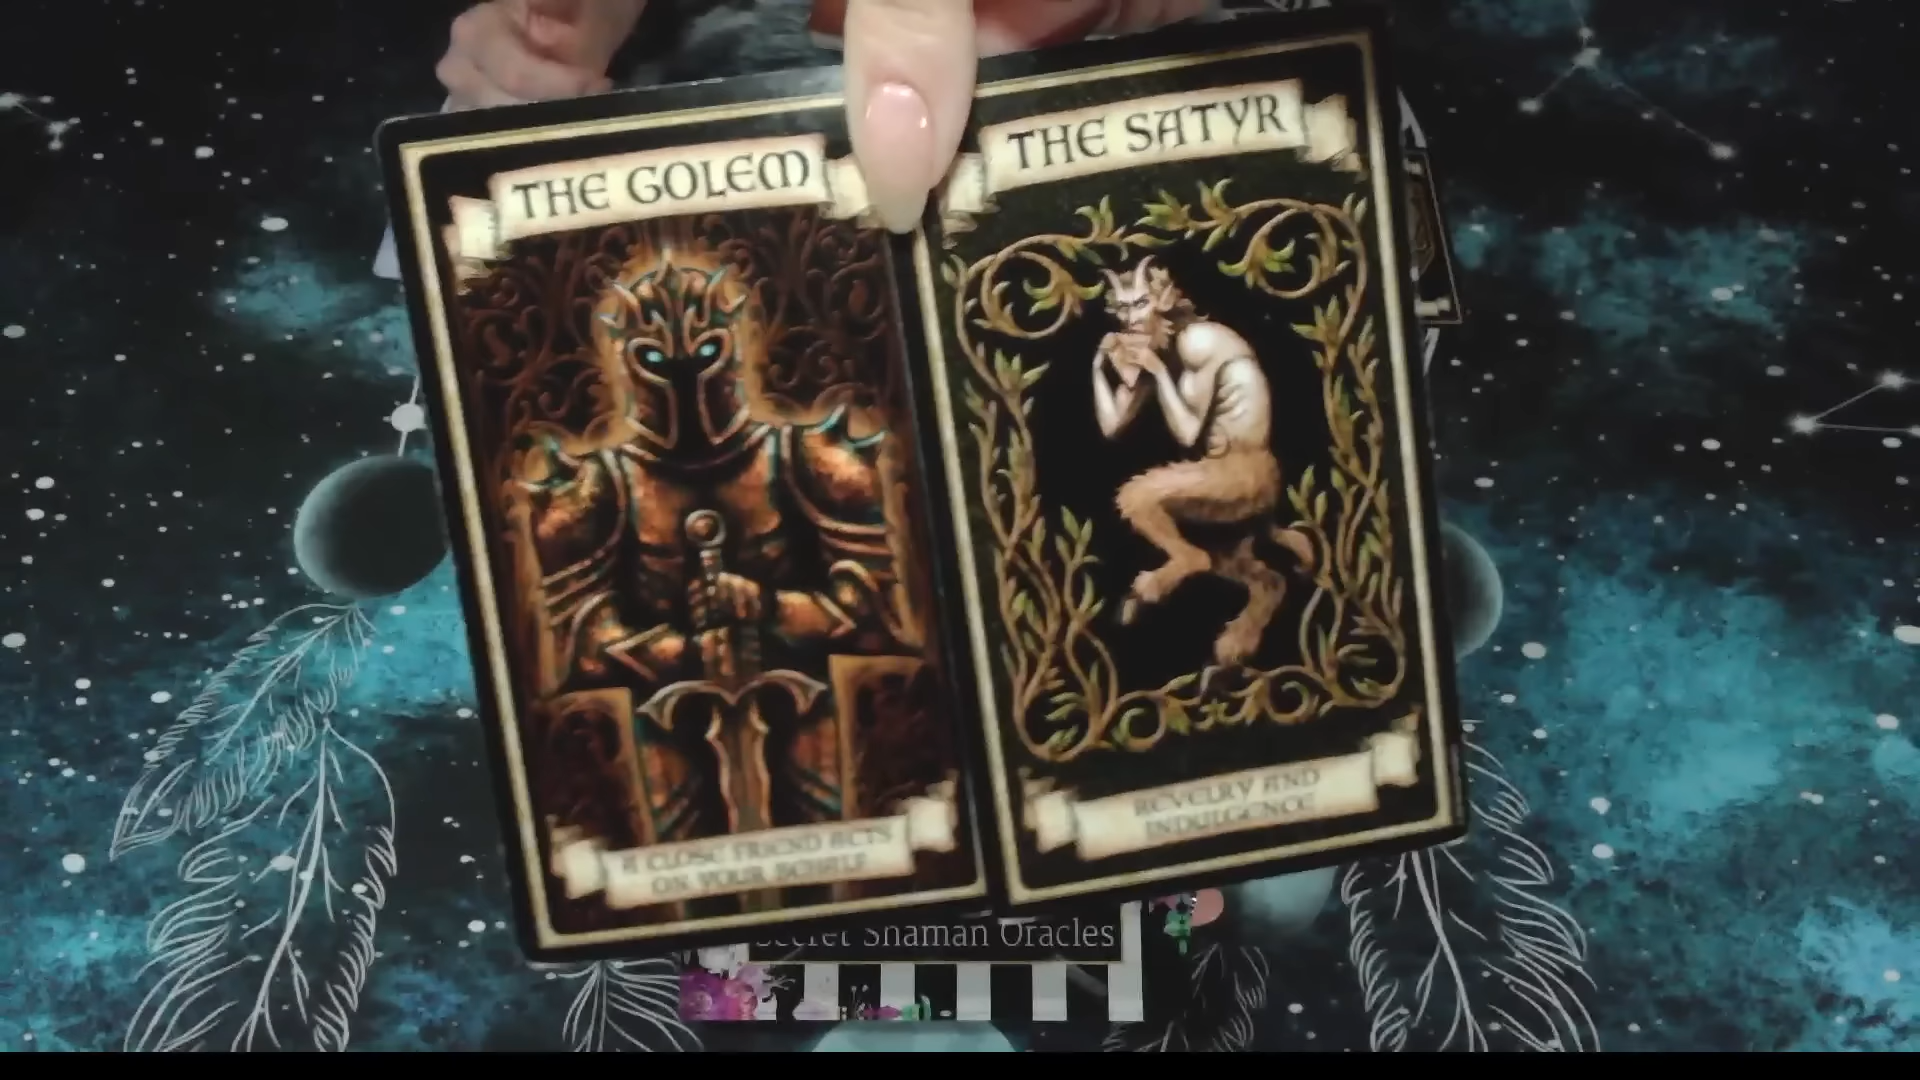 THE GOLEM
THE SATYR
A CLOSE FRIEND ACTS
ON YOUR BEHALF
REVELRY AND
INDULGENCE
Secret Shaman Oracles